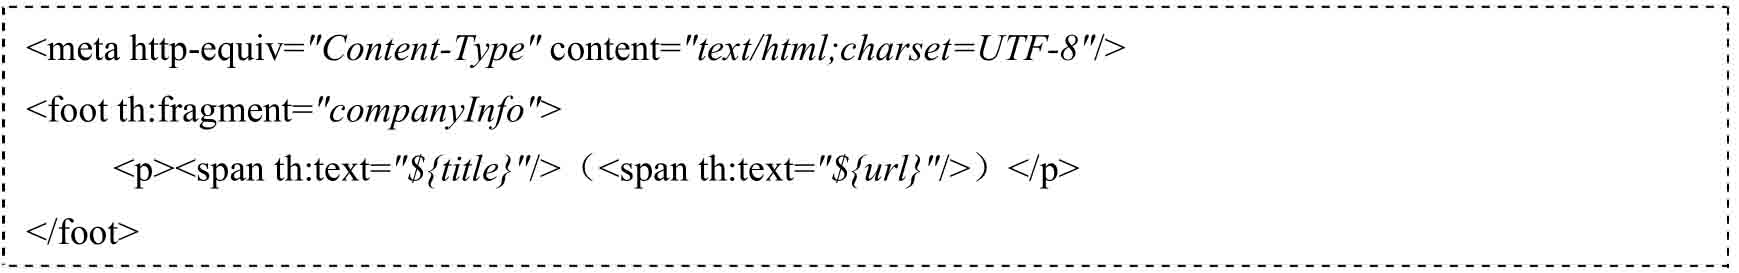 <meta http-equiv="Content-Type" content="text/html;charset=UTF-8"/>
<foot th:fragment="companyInfo">
<p><span th:text="${title}"/>（<span th:text="${url}"/>）</p>
</foot>